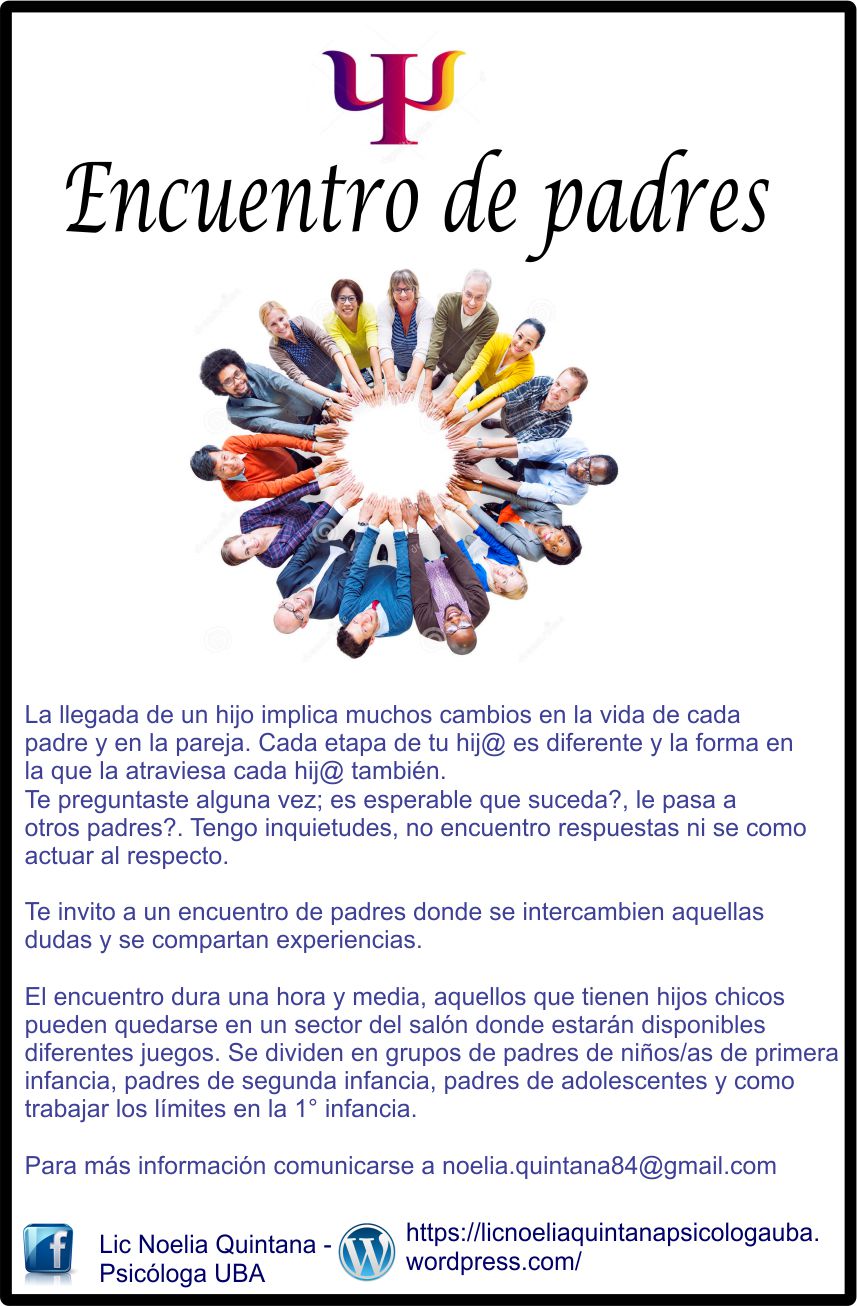 Ψ
Encuentro de padres
La llegada de un hijo implica muchos cambios en la vida de cada
padre y en la pareja. Cada etapa de tu hij@ es diferente y la forma en
la que la atraviesa cada hij@ también.
Te preguntaste alguna vez; es esperable que suceda?, le pasa a
otros padres?. Tengo inquietudes, no encuentro respuestas ni se como
actuar al respecto.
Te invito a un encuentro de padres donde se intercambien aquellas
dudas y se compartan experiencias.
El encuentro dura una hora y media, aquellos que tienen hijos chicos
pueden quedarse en un sector del salón donde estarán disponibles
diferentes juegos. Se dividen en grupos de padres de niños/as de primera
infancia, padres de segunda infancia, padres de adolescentes y como
trabajar los límites en la 1° infancia.
Para más información comunicarse a noelia.quintana84@gmail.com
Lic Noelia Quintana -
Psicóloga UBA
https://licnoeliaquintanapsicologauba.
wordpress.com/